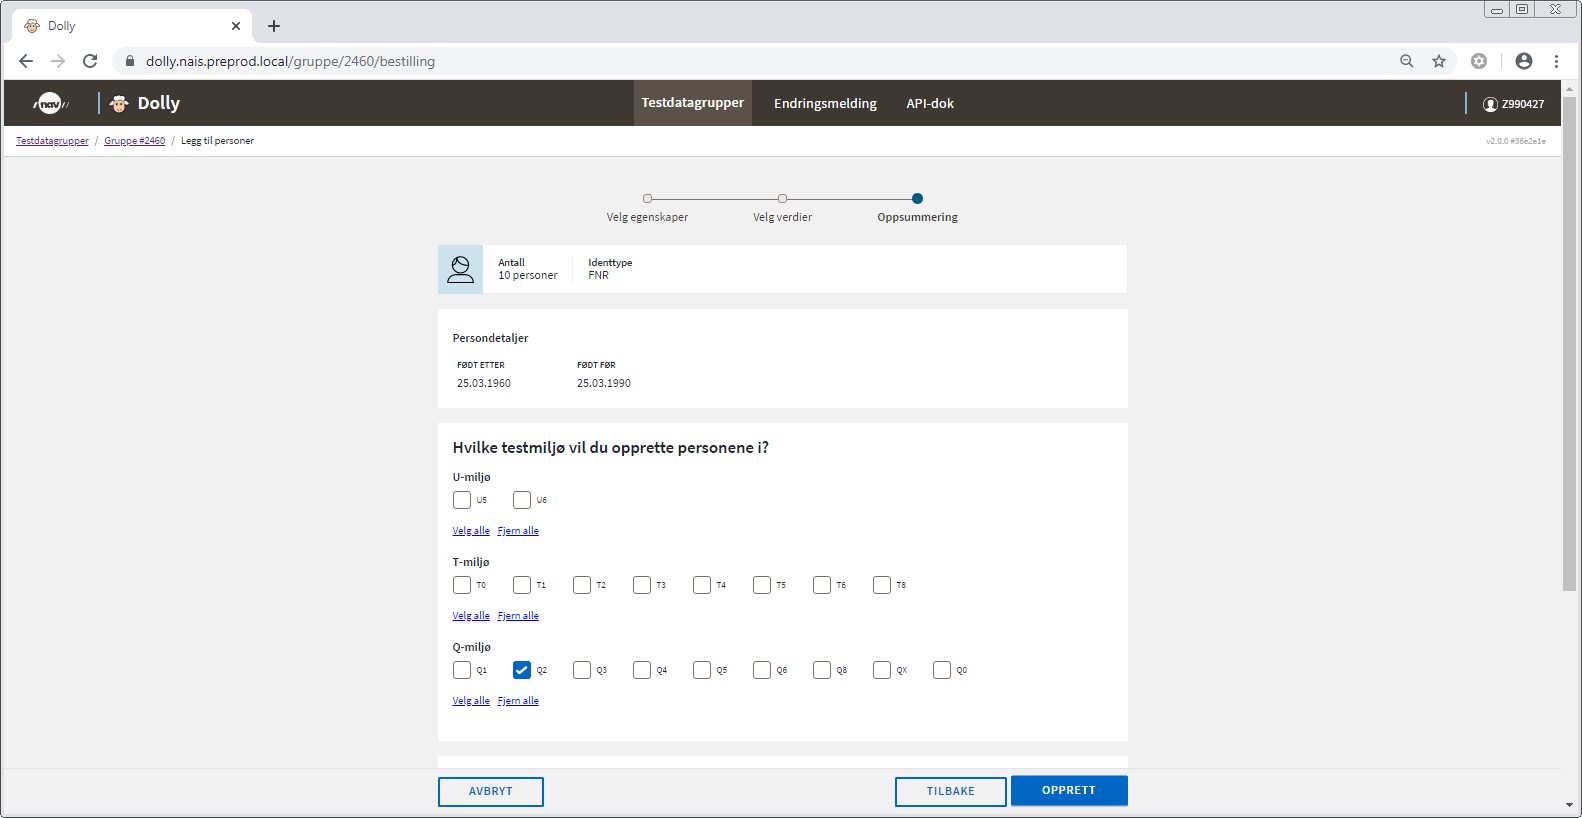 Dolly
dolly.nais.preprod.local/gruppe/2460/bestilling
nav Dolly Testdatagrupper Endringsmelding API-dok Z990427
Testdatagrupper / Gruppe #2460 / Legg til personer v2.0.0 #36e2e1e
Velg egenskaper Velg verdier Oppsummering
Antall Identtype
10 personer FNR
Persondetaljer
FØDT ETTER FØDT FØR
25.03.1960 25.03.1990
Hvilke testmiljø vil du opprette personene i?
U-miljø
U5 U6
Velg alle Fjern alle
T-miljø
T0 T1 T2 T3 T4 T5 T6 T8
Velg alle Fjern alle
Q-miljø
Q1 Q2 Q3 Q4 Q5 Q6 Q8 QX Q0
Velg alle Fjern alle
AVBRYT TILBAKE OPPRETT